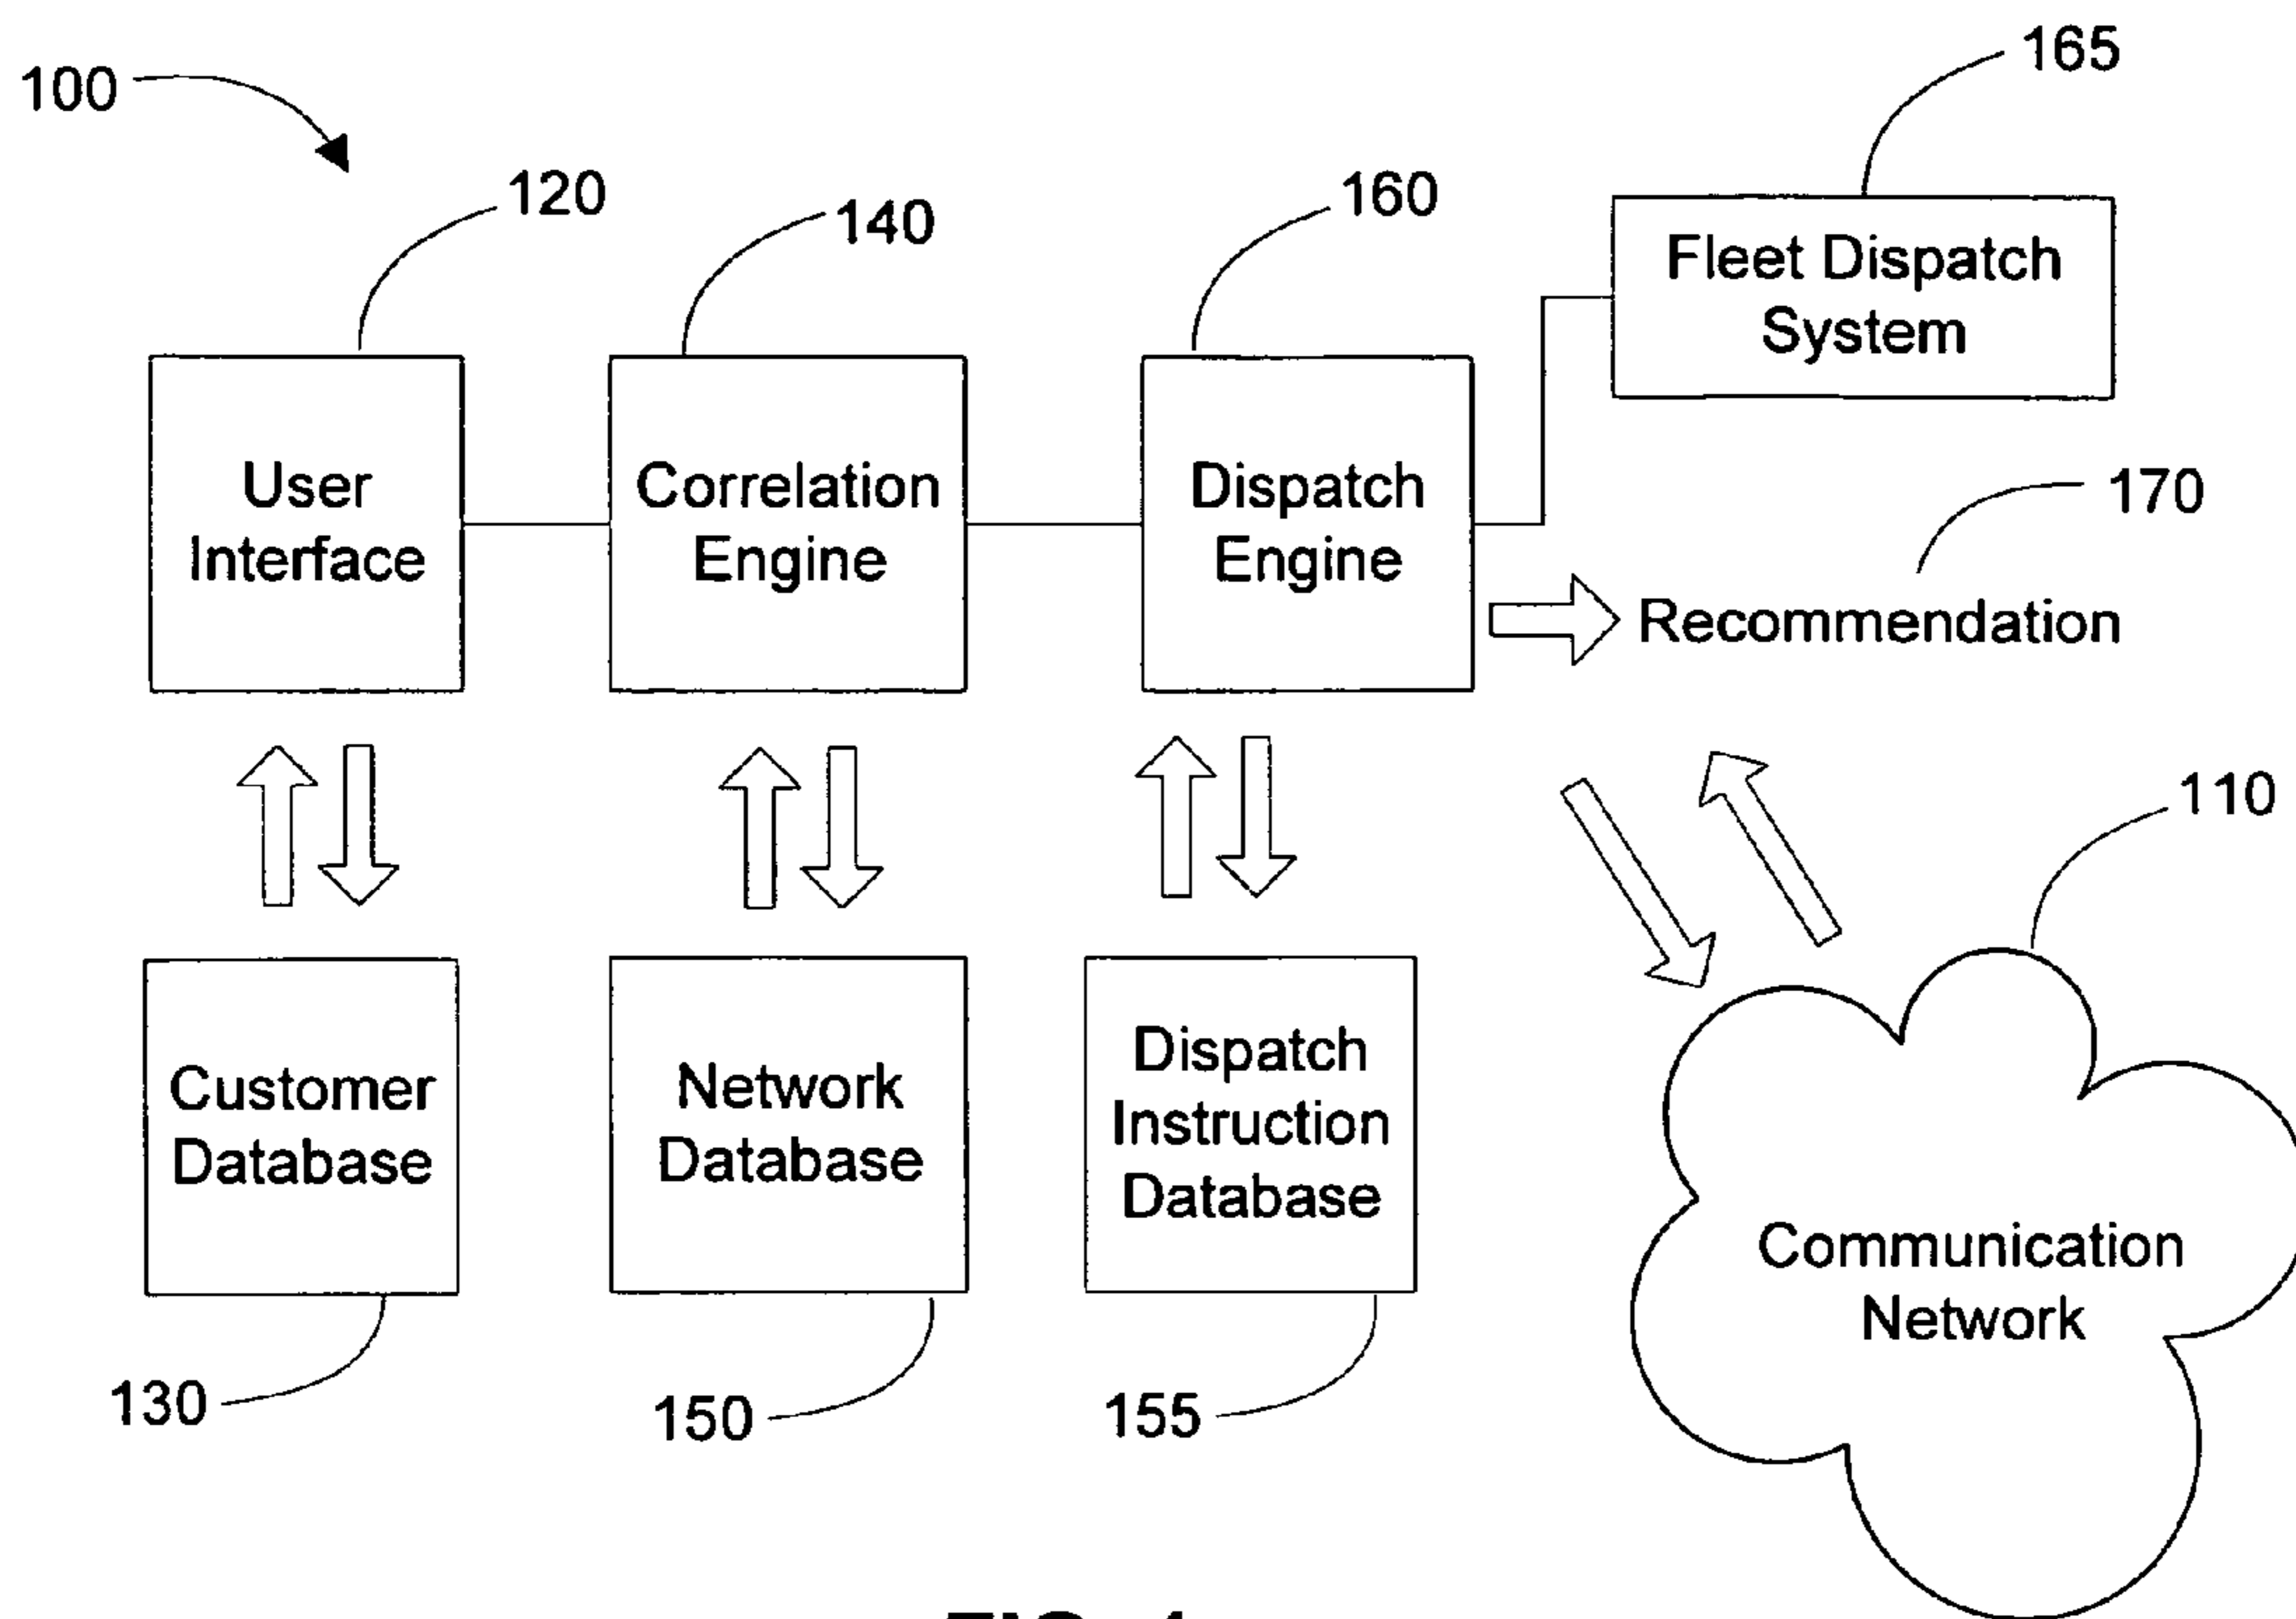 165
100
120
160
140
Fleet Dispatch
System
170
User
Interface
Correlation
Engine
Dispatch
Engine
Recommendation
110
Customer
Database
Network
Database
Dispatch
Instruction
Database
Communication
Network
130
150
155